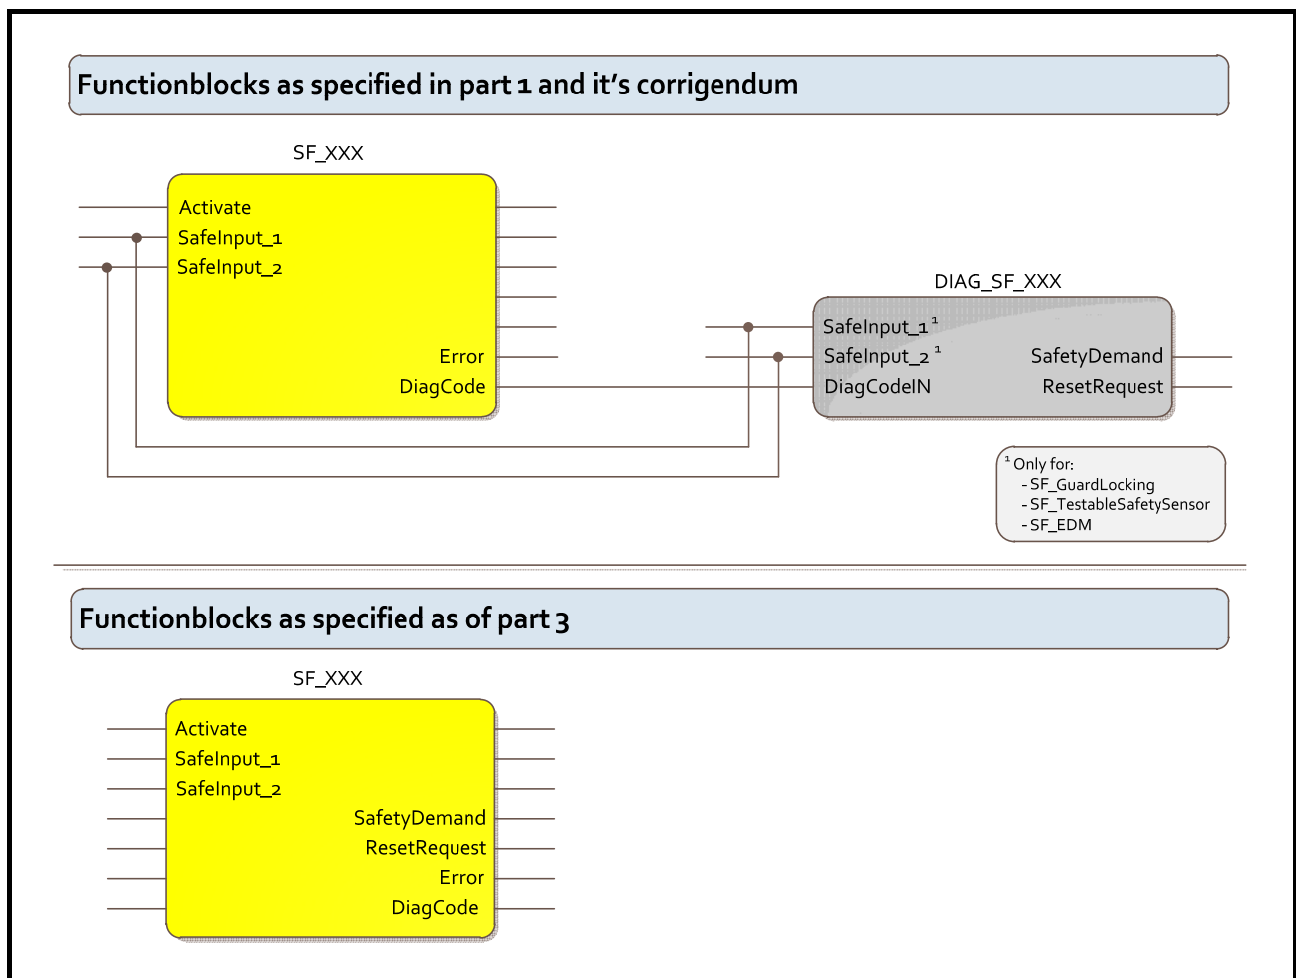 Functionblocks as specified in part 1 and it's corrigendum
SF_XXX
Activate
SafeInput_1
SafeInput_2
Error
DiagCode
DIAG_SF_XXX
SafeInput_1 ¹
SafeInput_2 ¹
DiagCodeIN
SafetyDemand
ResetRequest
¹ Only for:
- SF_GuardLocking
- SF_TestableSafetySensor
- SF_EDM
Functionblocks as specified as of part 3
SF_XXX
Activate
SafeInput_1
SafeInput_2
SafetyDemand
ResetRequest
Error
DiagCode